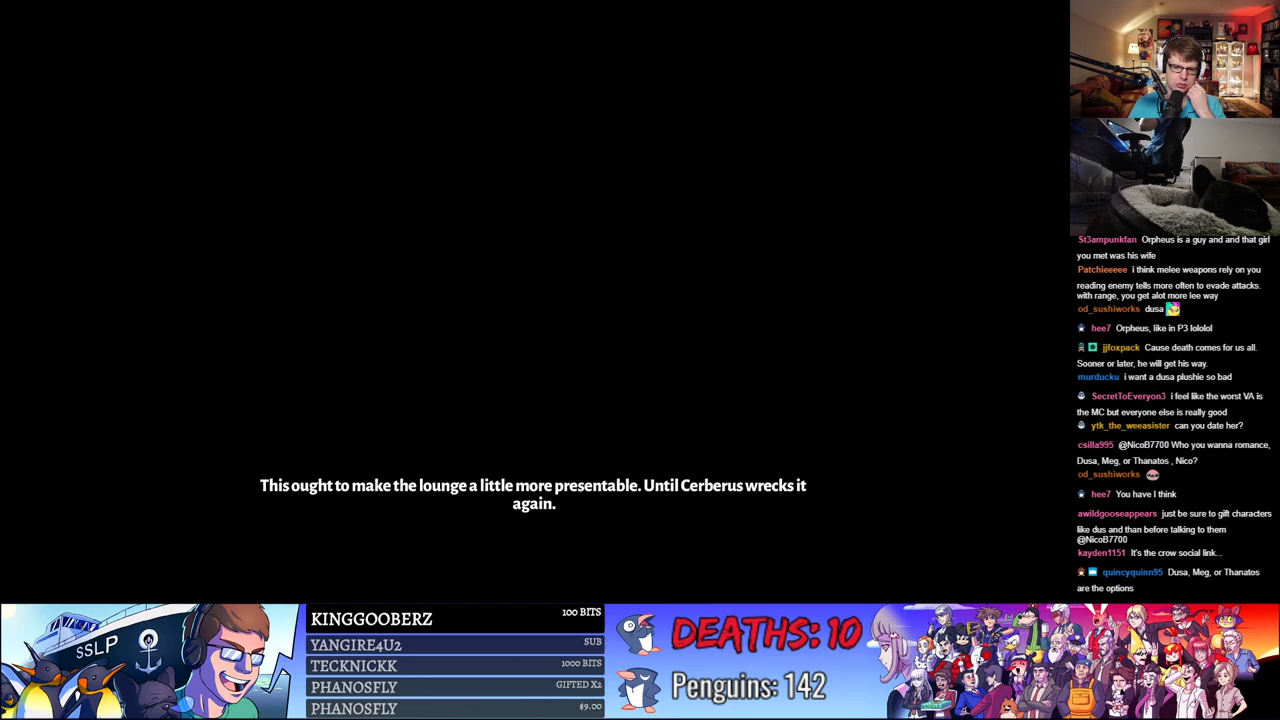 This ought to make the lounge a little more presentable. Until Cerberus wrecks it
again.
St3ampunkfan Orpheus is a guy and and that girl
you met was his wife
Patchieeeee i think melee weapons rely on you
reading enemy tells more often to evade attacks.
with range, you get alot more lee way
od_sushiworks dusa
hee7 Orpheus, like in P3 lololol
jjfoxpack Cause death comes for us all.
Sooner or later, he will get his way.
murducku i want a dusa plushie so bad
SecretToEveryon3 i feel like the worst VA is
the MC but everyone else is really good
ytk_the_weeasister can you date her?
csilla995 @NicoB7700 Who you wanna romance,
Dusa, Meg, or Thanatos , Nico?
od_sushiworks
hee7 You have I think
awildgooseappears just be sure to gift characters
like dus and than before talking to them
@NicoB7700
kayden1151 It's the crow social link...
quincyquinn95 Dusa, Meg, or Thanatos
are the options
SSLP
KINGGOOBERZ 100 BITS
YANGIRE4U2 SUB
TECKNICKK 1000 BITS
PHANOSFLY GIFTED X2
PHANOSFLY $9.00
DEATHS: 10
Penguins: 142